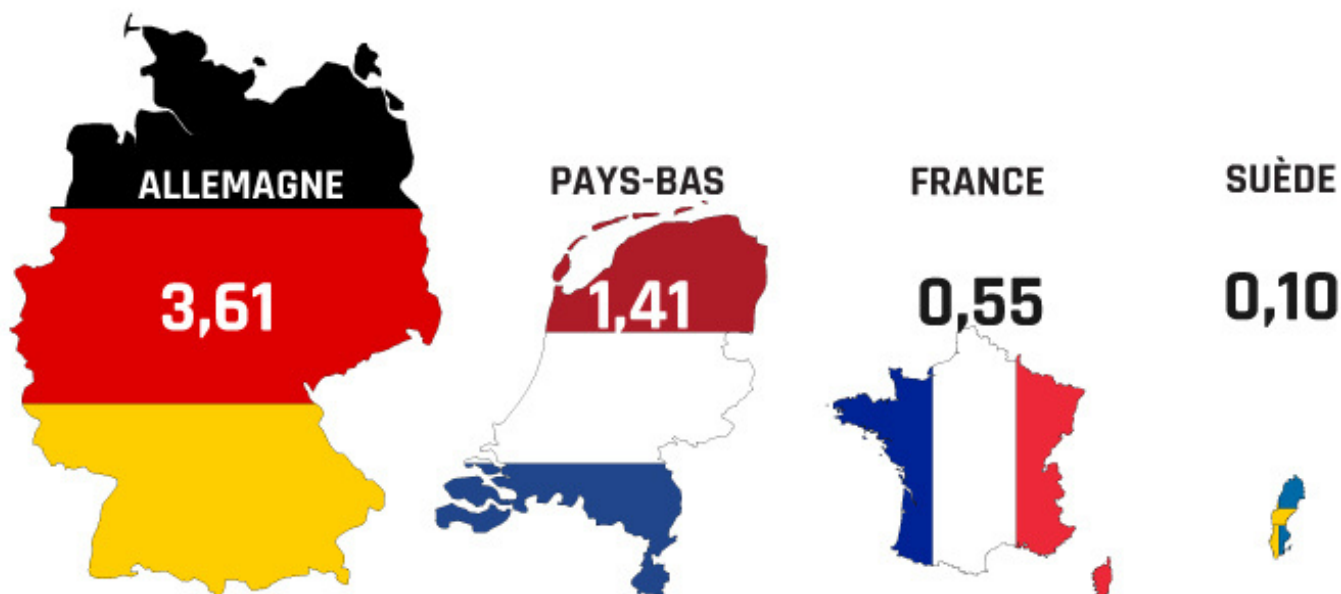 ALLEMAGNE
3,61
PAYS-BAS
1,41
FRANCE
0,55
SUÈDE
0,10